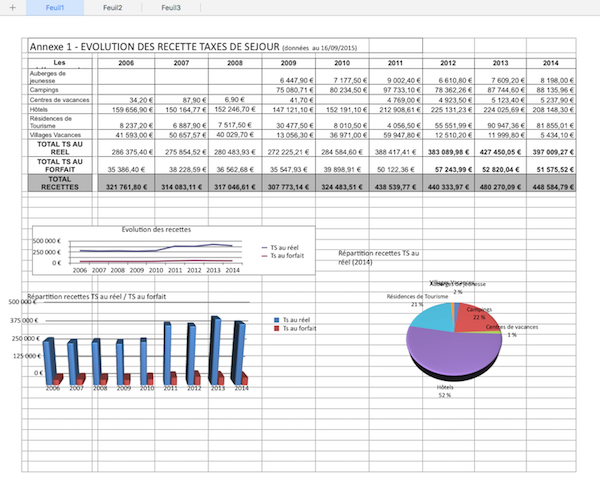 + Feuil1 Feuil2 Feuil3
Annexe 1 - EVOLUTION DES RECETTE TAXES DE SEJOUR (données au 16/09/2015)
Les 2006 2007 2008 2009 2010 2011 2012 2013 2014
Auberges de jeunesse 6 447,90 € 7 177,50 € 9 002,40 € 6 610,80 € 7 609,20 € 8 198,00 €
Campings 75 080,71 € 80 234,50 € 97 733,10 € 78 362,26 € 87 744,60 € 88 135,96 €
Centres de vacances 34,20 € 87,90 € 6,90 € 41,70 € 4 769,00 € 4 923,50 € 5 123,40 € 5 237,90 €
Hôtels 159 656,90 € 150 164,77 € 152 246,70 € 147 121,10 € 152 191,10 € 212 908,61 € 225 131,23 € 224 025,69 € 208 148,30 €
Résidences de Tourisme 8 237,20 € 6 887,90 € 7 517,50 € 30 477,50 € 8 010,50 € 4 056,50 € 55 551,99 € 90 947,36 € 81 855,01 €
Villages Vacances 41 593,00 € 50 657,57 € 40 029,70 € 13 056,30 € 36 971,00 € 59 947,80 € 12 510,20 € 11 999,80 € 5 434,10 €
TOTAL TS AU REEL 286 375,40 € 275 854,52 € 280 483,93 € 272 225,21 € 284 584,60 € 388 417,41 € 383 089,98 € 427 450,05 € 397 009,27 €
TOTAL TS AU FORFAIT 35 386,40 € 38 228,59 € 36 562,68 € 35 547,93 € 39 898,91 € 50 122,36 € 57 243,99 € 52 820,04 € 51 575,52 €
TOTAL RECETTES 321 761,80 € 314 083,11 € 317 046,61 € 307 773,14 € 324 483,51 € 438 539,77 € 440 333,97 € 480 270,09 € 448 584,79 €
Evolution des recettes
500 000 €
250 000 €
0 €
2006 2007 2008 2009 2010 2011 2012 2013 2014
TS au réel
TS au forfait
Répartition recettes TS au réel / TS au forfait
500 000 €
375 000 €
250 000 €
125 000 €
0 €
2006 2007 2008 2009 2010 2011 2012 2013 2014
Ts au réel
Ts au forfait
Répartition recettes TS au
réel (2014)
Auberges de jeunesse
2 %
Résidences de Tourisme
21 %
Campings
22 %
Centres de vacances
1 %
Hôtels
52 %